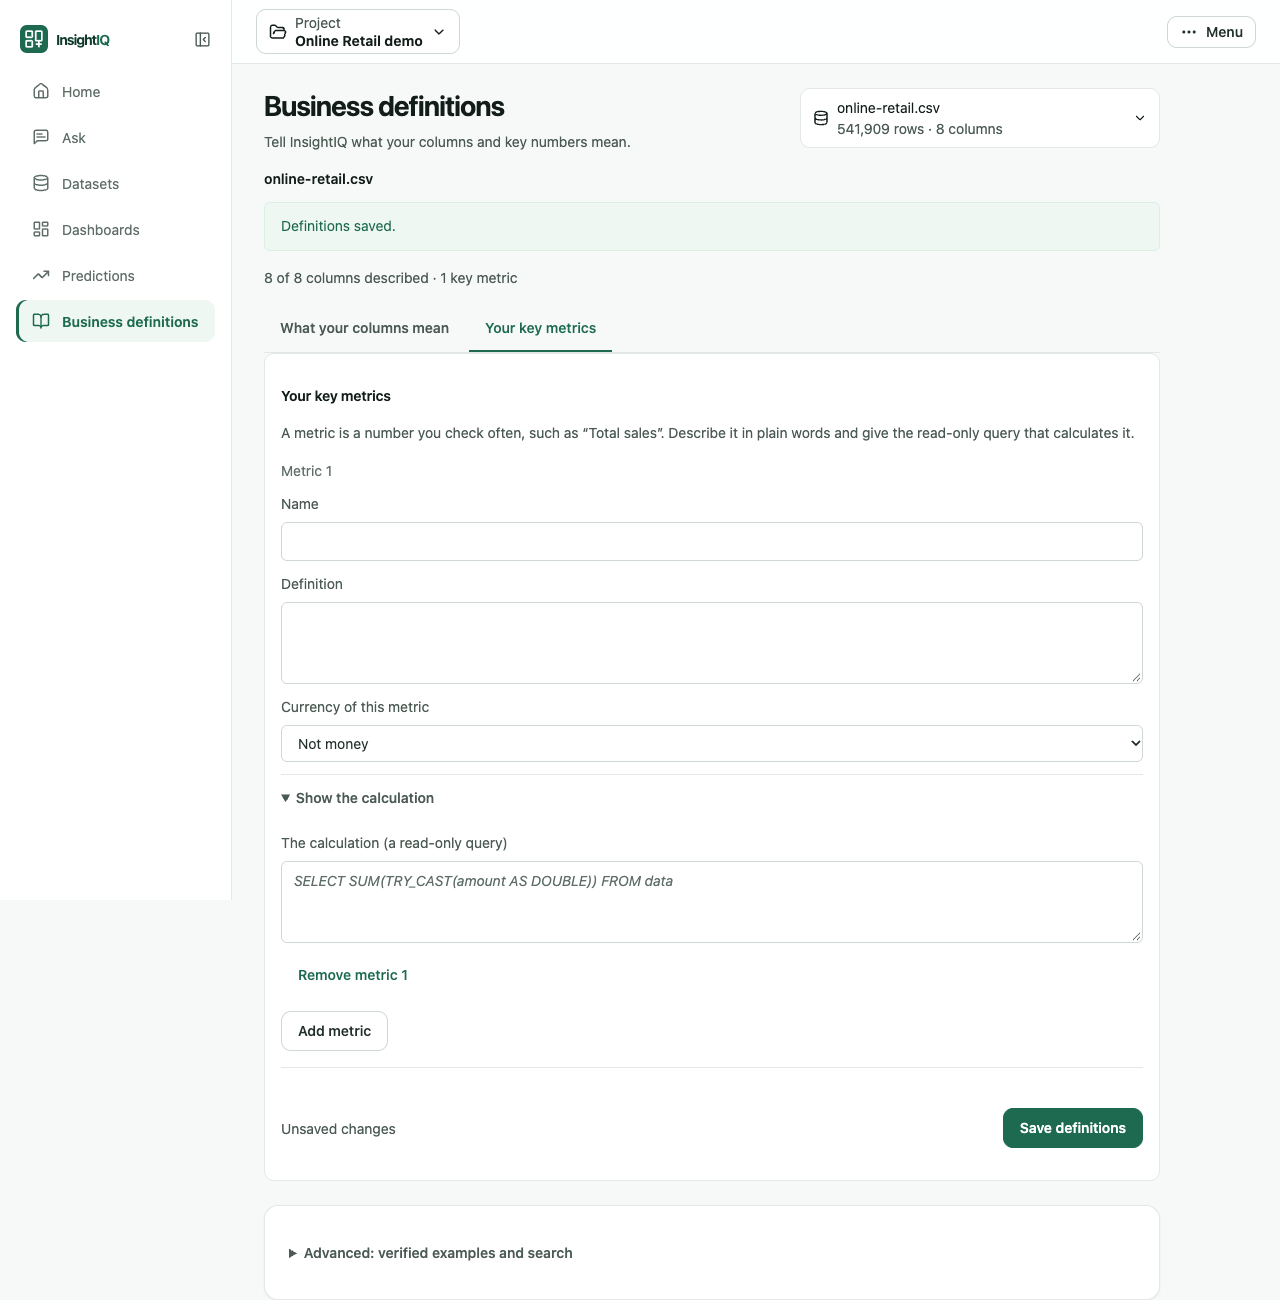 InsightIQ
Project
Online Retail demo
Menu
Home
Ask
Datasets
Dashboards
Predictions
Business definitions
Business definitions
Tell InsightIQ what your columns and key numbers mean.
online-retail.csv
541,909 rows · 8 columns
online-retail.csv
Definitions saved.
8 of 8 columns described · 1 key metric
What your columns mean
Your key metrics
Your key metrics
A metric is a number you check often, such as “Total sales”. Describe it in plain words and give the read-only query that calculates it.
Metric 1
Name
Definition
Currency of this metric
Not money
Show the calculation
The calculation (a read-only query)
SELECT SUM(TRY_CAST(amount AS DOUBLE)) FROM data
Remove metric 1
Add metric
Unsaved changes
Save definitions
Advanced: verified examples and search